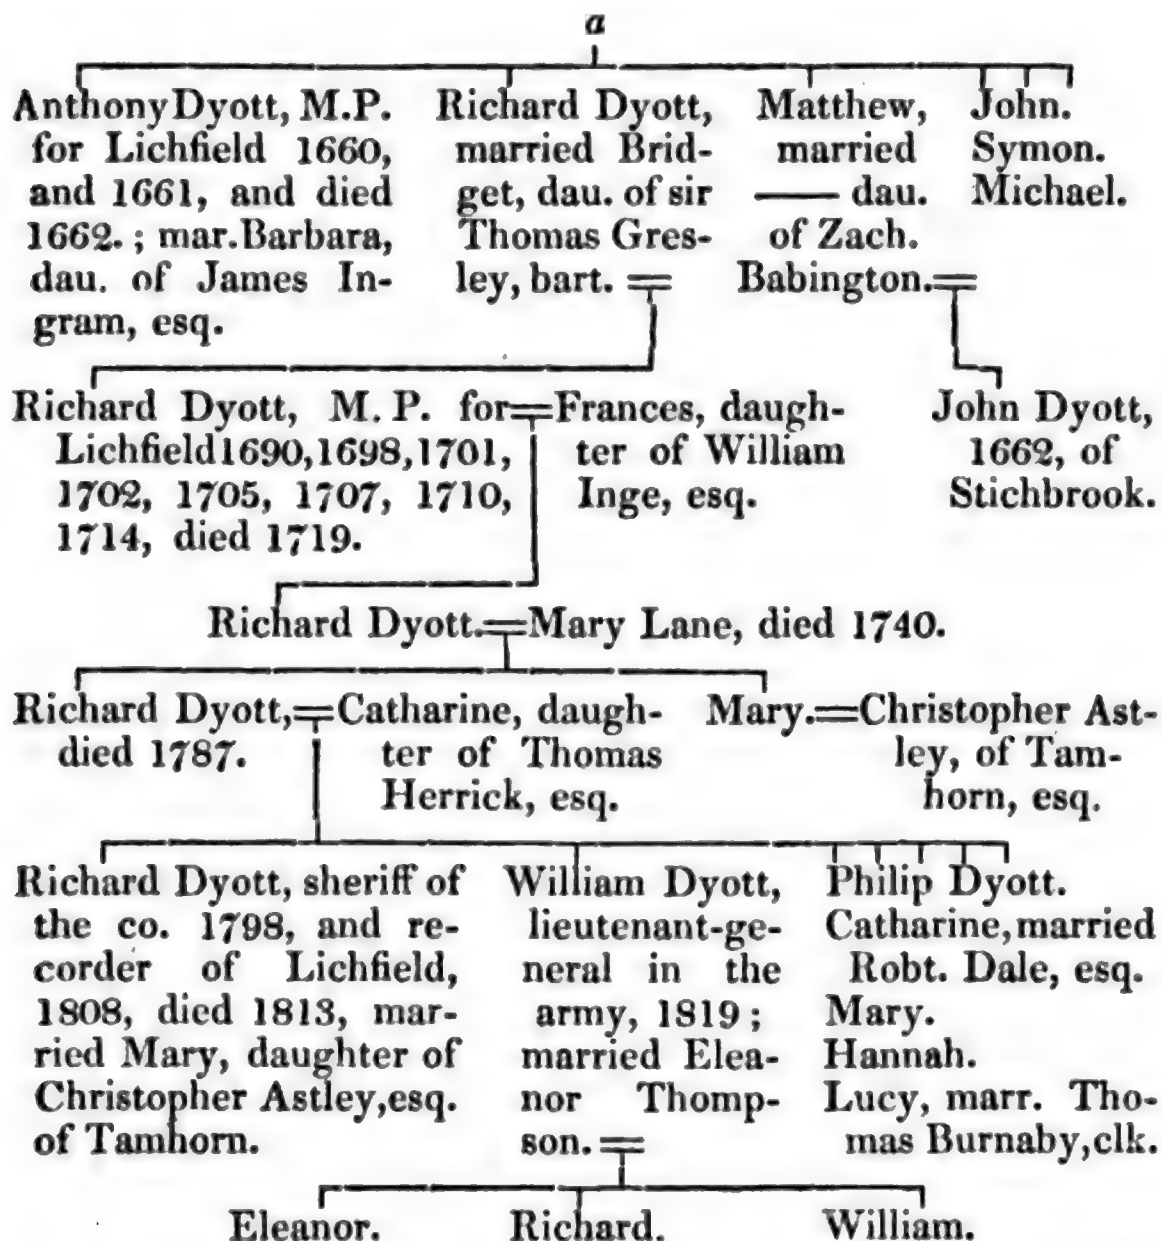 a
Anthony Dyott, M.P.
for Lichfield 1660,
and 1661, and died
1662.; mar. Barbara,
dau. of James In-
gram, esq.
Richard Dyott,
married Brid-
get, dau. of sir
Thomas Gres-
ley, bart.
Matthew,
married
—— dau.
of Zach.
Babington.
John.
Symon.
Michael.
Richard Dyott, M. P. for
Lichfield 1690, 1698, 1701,
1702, 1705, 1707, 1710,
1714, died 1719.
Frances, daugh-
ter of William
Inge, esq.
John Dyott,
1662, of
Stichbrook.
Richard Dyott. = Mary Lane, died 1740.
Richard Dyott,
died 1787.
Catharine, daugh-
ter of Thomas
Herrick, esq.
Mary. = Christopher Ast-
ley, of Tam-
horn, esq.
Richard Dyott, sheriff of
the co. 1798, and re-
corder of Lichfield,
1808, died 1813, mar-
ried Mary, daughter of
Christopher Astley, esq.
of Tamhorn.
William Dyott,
lieutenant-ge-
neral in the
army, 1819;
married Elea-
nor Thomp-
son.
Philip Dyott.
Catharine, married
Robt. Dale, esq.
Mary.
Hannah.
Lucy, marr. Tho-
mas Burnaby, clk.
Eleanor. Richard. William.